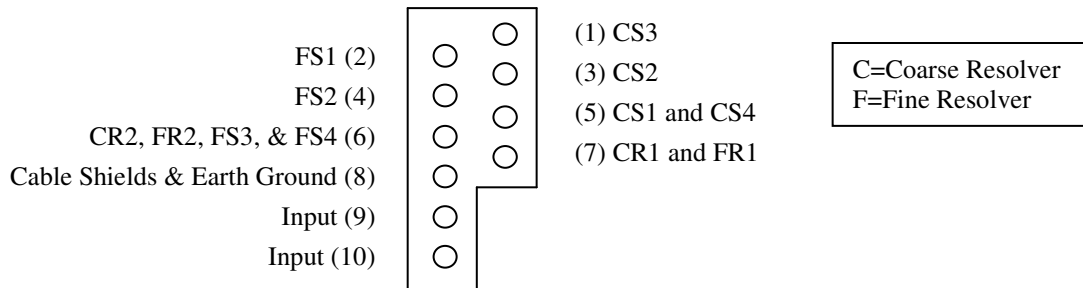 FS1 (2)
FS2 (4)
CR2, FR2, FS3, & FS4 (6)
Cable Shields & Earth Ground (8)
Input (9)
Input (10)
(1) CS3
(3) CS2
(5) CS1 and CS4
(7) CR1 and FR1
C=Coarse Resolver
F=Fine Resolver